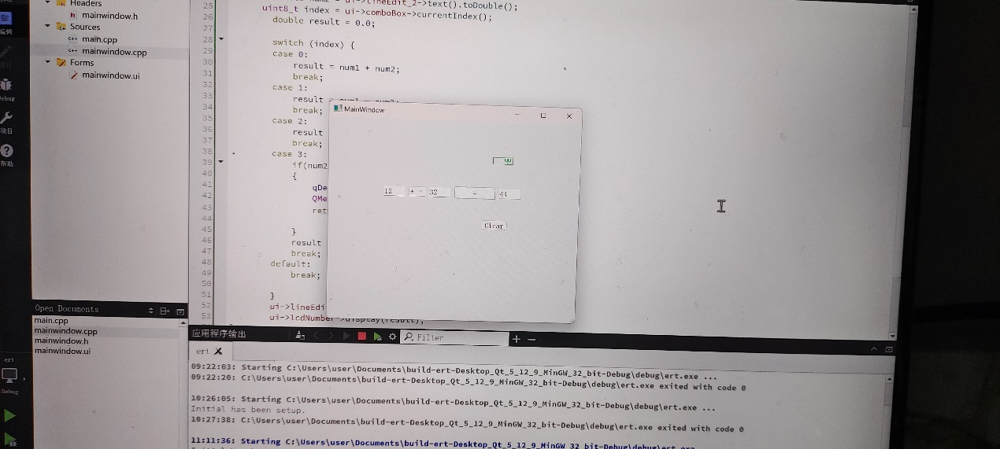 Headers
mainwindow.h
Sources
main.cpp
mainwindow.cpp
Forms
mainwindow.ui
编辑
Debug
项目
帮助
25 ui->lineEdit_2->text().toDouble();
26 uint8_t index = ui->comboBox->currentIndex();
27 double result = 0.0;
28 switch (index) {
29 case 0:
30 result = num1 + num2;
31 break;
32 case 1:
33 result
34 break;
35 case 2:
36 result
37 break;
38 case 3:
39 if(num2
40 {
41 qDe
42 QMe
43 ret
44
45 }
46 result
47 break;
48 default:
49 break;
50
51 }
52 ui->lineEdi
53 ui->lcdNumber->display(result);
MainWindow
44
12 + 32 = 44
Clear
Open Documents
main.cpp
mainwindow.cpp
mainwindow.h
mainwindow.ui
ert
Debug
应用程序输出 Filter
ert
09:22:03: Starting C:\Users\user\Documents\build-ert-Desktop_Qt_5_12_9_MinGW_32_bit-Debug\debug\ert.exe ...
09:22:20: C:\Users\user\Documents\build-ert-Desktop_Qt_5_12_9_MinGW_32_bit-Debug\debug\ert.exe exited with code 0
10:26:05: Starting C:\Users\user\Documents\build-ert-Desktop_Qt_5_12_9_MinGW_32_bit-Debug\debug\ert.exe ...
Initial has been setup.
10:27:38: C:\Users\user\Documents\build-ert-Desktop_Qt_5_12_9_MinGW_32_bit-Debug\debug\ert.exe exited with code 0
11:11:36: Starting C:\Users\user\Documents\build-ert-Desktop_Qt_5_12_9_MinGW_32_bit-Debug\debug\ert.exe